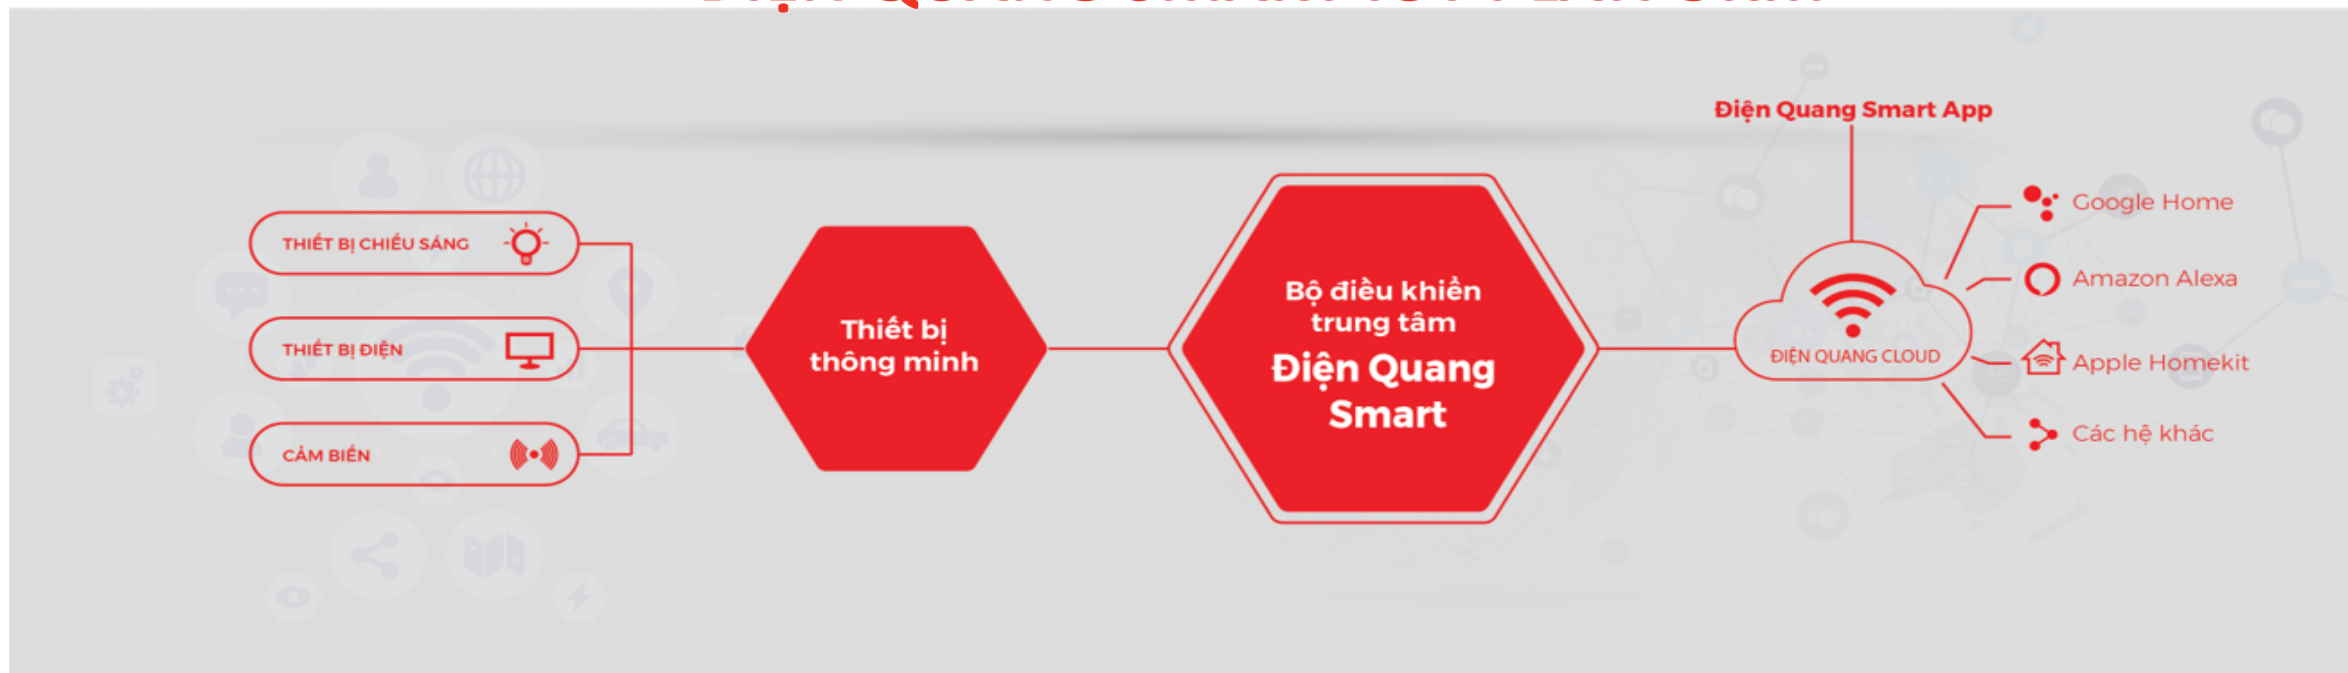 THIẾT BỊ CHIẾU SÁNG
THIẾT BỊ ĐIỆN
CẢM BIẾN
Thiết bị
thông minh
Bộ điều khiển
trung tâm
Điện Quang
Smart
Điện Quang Smart App
ĐIỆN QUANG CLOUD
Google Home
Amazon Alexa
Apple Homekit
Các hệ khác